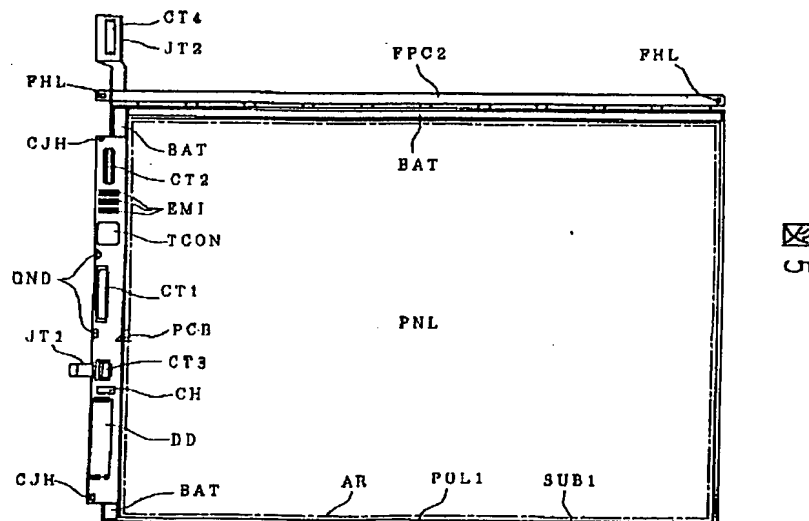 CT4
JT2
FHL
FPC2
FHL
CJH
BAT
BAT
CT2
EMI
TCON
GND
CT1
PNL
PCB
JT1
CT3
CH
DD
CJH
BAT
AR
POL1
SUB1
図5